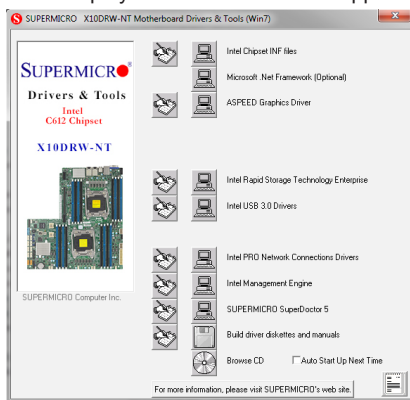 SUPERMICRO X10DRW-NT Motherboard Drivers & Tools (Win7)
SUPERMICRO
Drivers & Tools
Intel
C612 Chipset
X10DRW-NT
SUPERMICRO Computer Inc.
Intel Chipset INF files
Microsoft .Net Framework (Optional)
ASPEED Graphics Driver
Intel Rapid Storage Technology Enterprise
Intel USB 3.0 Drivers
Intel PRO Network Connections Drivers
Intel Management Engine
SUPERMICRO SuperDoctor 5
Build driver diskettes and manuals
Browse CD
Auto Start Up Next Time
For more information, please visit SUPERMICRO's web site.